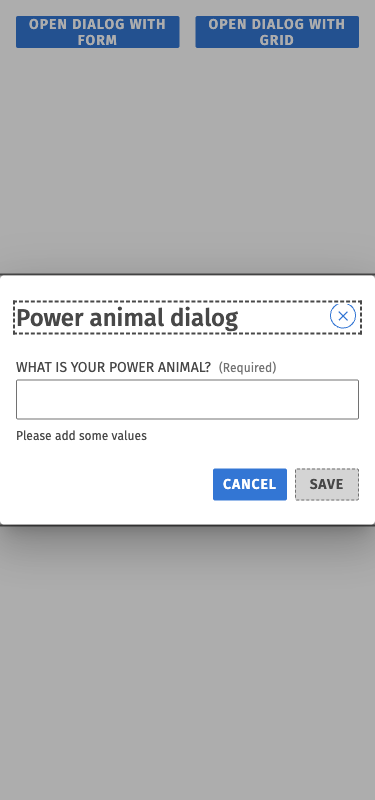 OPEN DIALOG WITH
FORM
OPEN DIALOG WITH
GRID
Power animal dialog
WHAT IS YOUR POWER ANIMAL? (Required)
Please add some values
CANCEL
SAVE